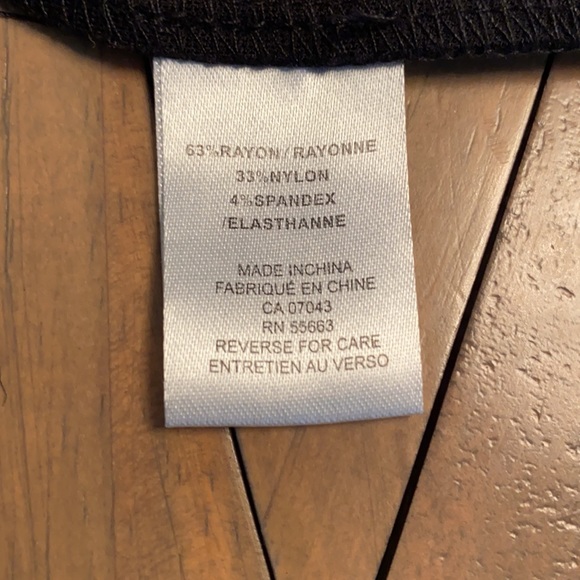 63%RAYON/RAYONNE
33%NYLON
4%SPANDEX
/ELASTHANNE
MADE INCHINA
FABRIQUÉ EN CHINE
CA 07043
RN 55663
REVERSE FOR CARE
ENTRETIEN AU VERSO